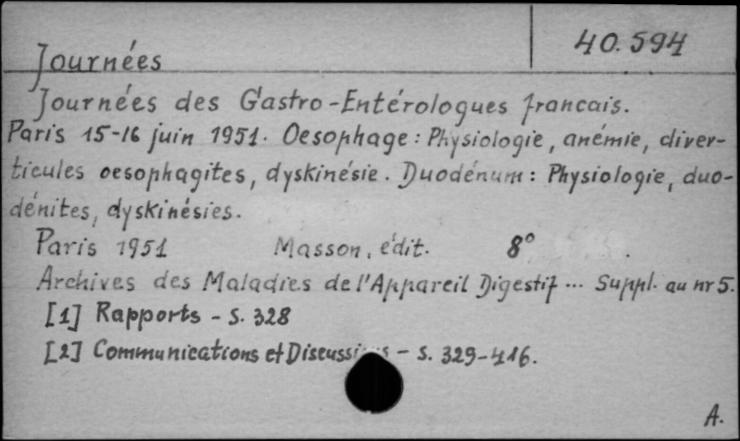 40.594
Journées
Journées des Gastro-Entérologues francais.
Paris 15-16 juin 1951. Oesophage: Physiologie, anémie, diver-
ticules oesophagites, dyskinésie. Duodénum: Physiologie, duo-
dénites, dyskinésies.
Paris 1951 Masson, édit. 8°
Archives des Maladies de l'Appareil Digestif ... Suppl. au nr 5.
[1] Rapports - S. 328
[2] Communications et Discussions - S. 329-416.
A.